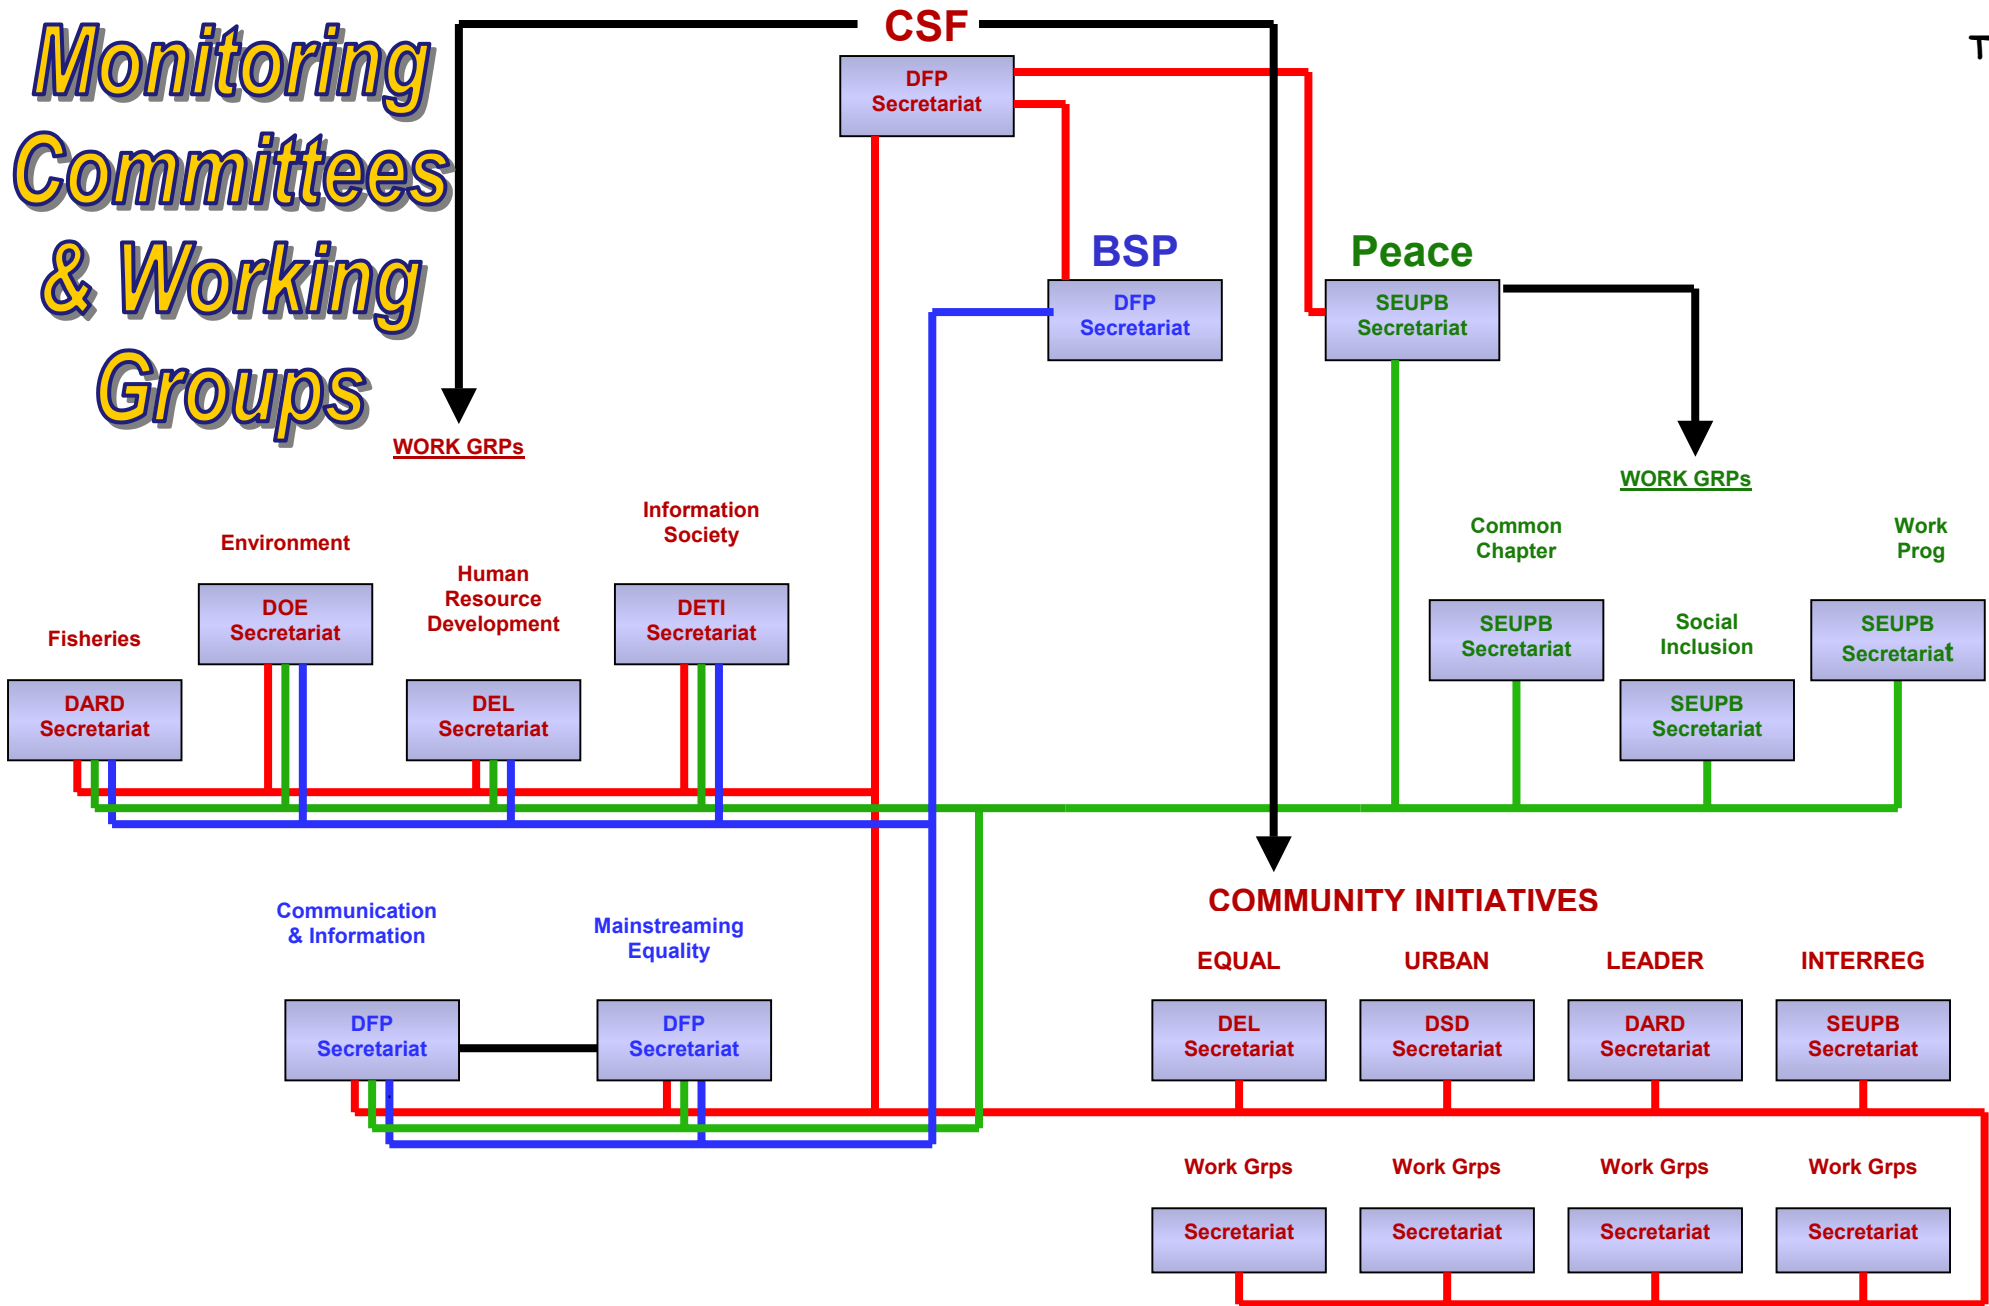 Monitoring
Committees
& Working
Groups
CSF
DFP
Secretariat
T
BSP
DFP
Secretariat
Peace
SEUPB
Secretariat
WORK GRPs
WORK GRPs
Fisheries
DARD
Secretariat
Environment
DOE
Secretariat
Human
Resource
Development
DEL
Secretariat
Information
Society
DETI
Secretariat
Common
Chapter
SEUPB
Secretariat
Social
Inclusion
SEUPB
Secretariat
Work
Prog
SEUPB
Secretariat
Communication
& Information
DFP
Secretariat
Mainstreaming
Equality
DFP
Secretariat
COMMUNITY INITIATIVES
EQUAL
DEL
Secretariat
URBAN
DSD
Secretariat
LEADER
DARD
Secretariat
INTERREG
SEUPB
Secretariat
Work Grps
Secretariat
Work Grps
Secretariat
Work Grps
Secretariat
Work Grps
Secretariat